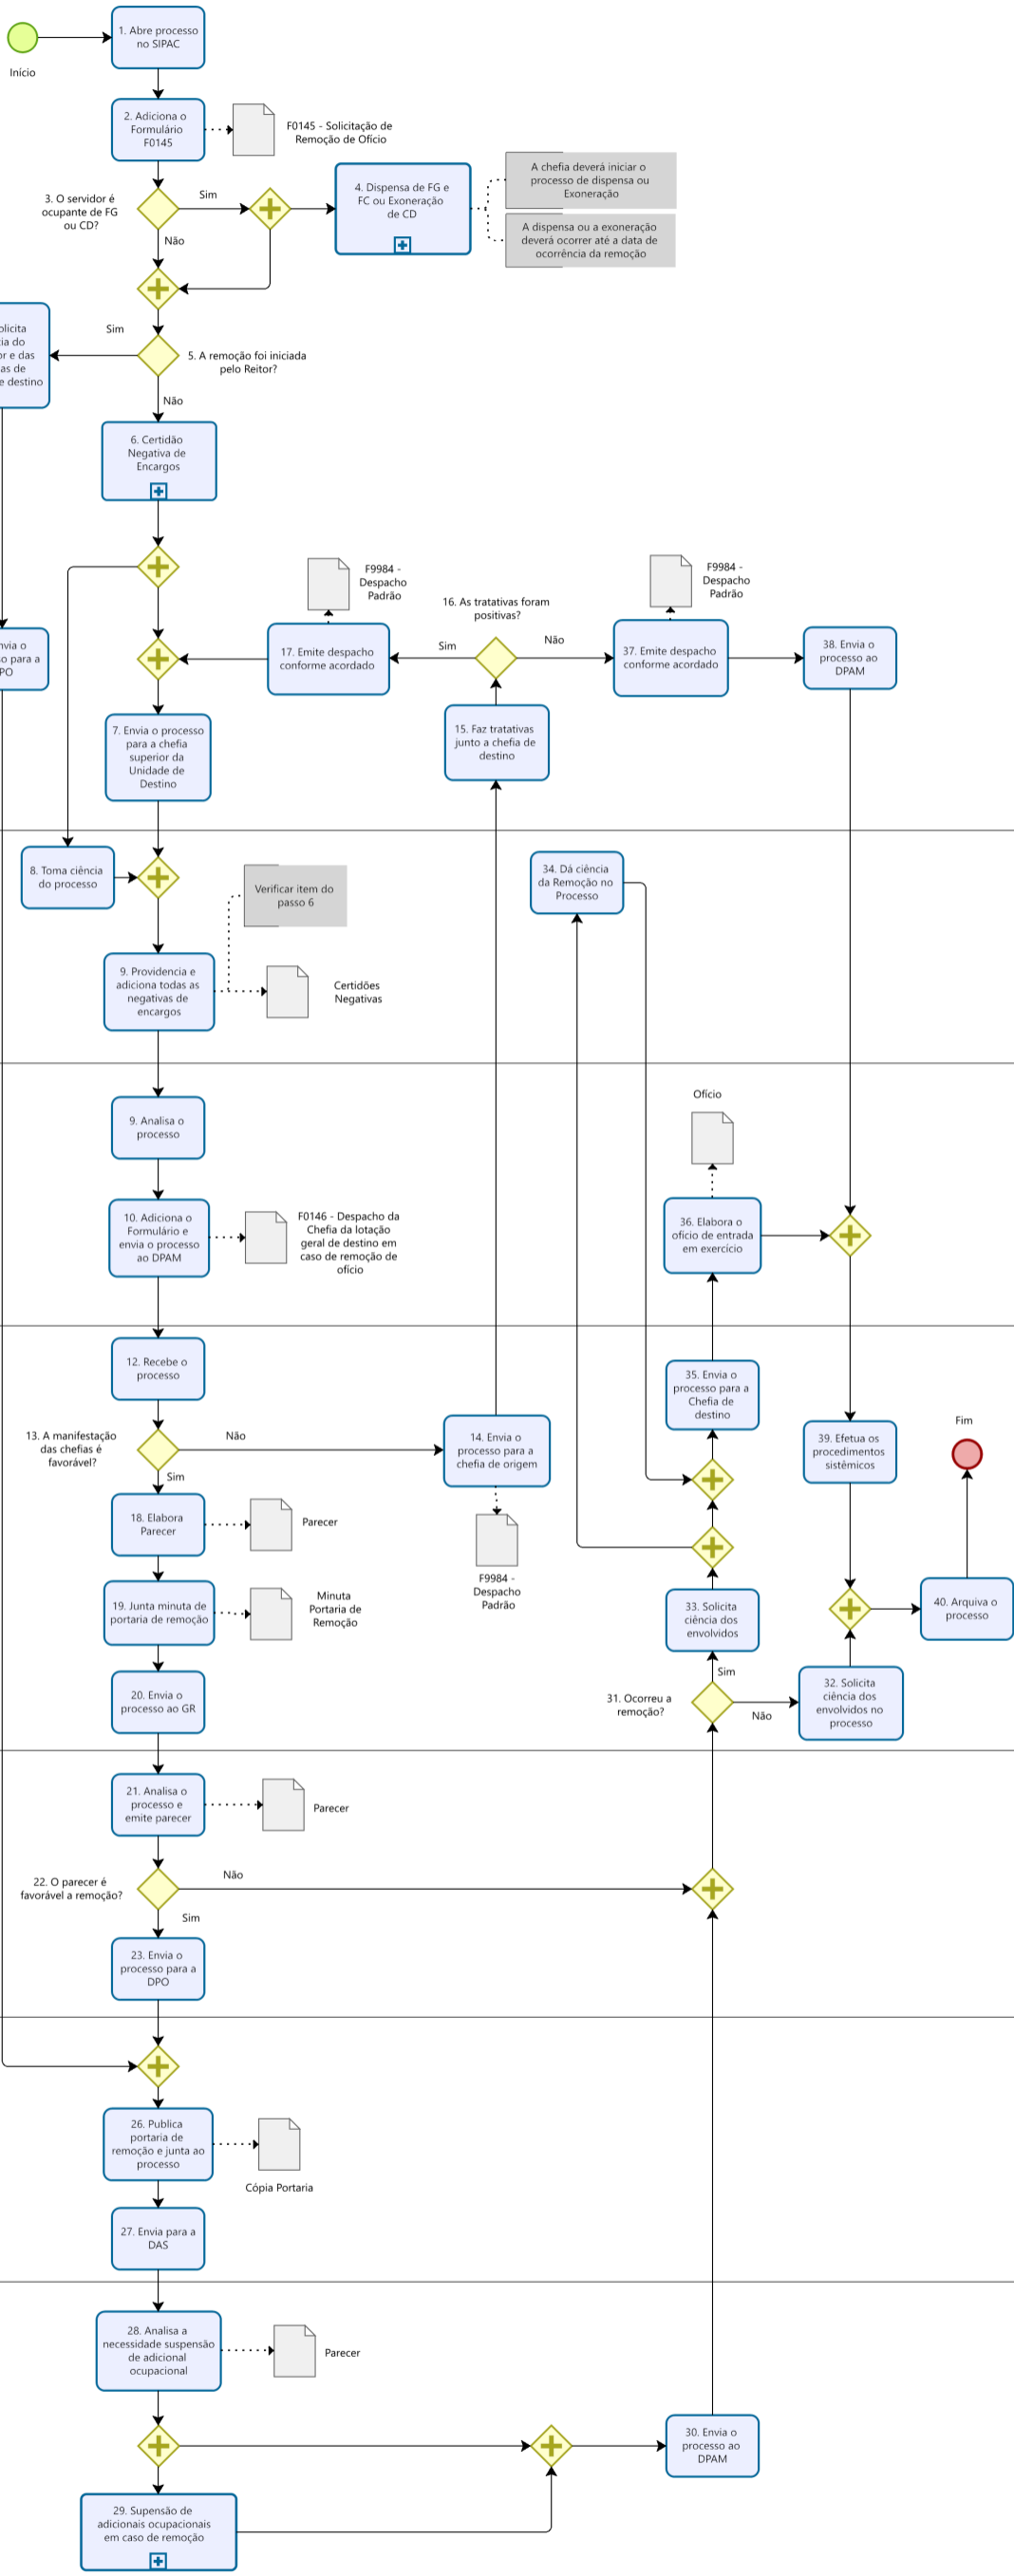 1. Abre processo
no SIPAC
Início
2. Adiciona o
Formulário
F0145
F0145 - Solicitação de
Remoção de Ofício
3. O servidor é
ocupante de FG
ou CD?
Sim
Não
4. Dispensa de FG e
FC ou Exoneração
de CD
A chefia deverá iniciar o
processo de dispensa ou
Exoneração
A dispensa ou a exoneração
deverá ocorrer até a data de
ocorrência da remoção
Sim
5. A remoção foi iniciada
pelo Reitor?
Não
e destino
6. Certidão
Negativa de
Encargos
F9984 -
Despacho
Padrão
16. As tratativas foram
positivas?
F9984 -
Despacho
Padrão
17. Emite despacho
conforme acordado
Sim
Não
37. Emite despacho
conforme acordado
38. Envia o
processo ao
DPAM
so para a
PO
7. Envia o processo
para a chefia
superior da
Unidade de
Destino
15. Faz tratativas
junto a chefia de
destino
8. Toma ciência
do processo
Verificar item do
passo 6
34. Dá ciência
da Remoção no
Processo
9. Providencia e
adiciona todas as
negativas de
encargos
Certidões
Negativas
9. Analisa o
processo
Ofício
10. Adiciona o
Formulário e
envia o processo
ao DPAM
F0146 - Despacho da
Chefia da lotação
geral de destino em
caso de remoção de
ofício
36. Elabora o
ofício de entrada
em exercício
12. Recebe o
processo
35. Envia o
processo para a
Chefia de
destino
13. A manifestação
das chefias é
favorável?
Não
Sim
14. Envia o
processo para a
chefia de origem
39. Efetua os
procedimentos
sistêmicos
Fim
18. Elabora
Parecer
Parecer
F9984 -
Despacho
Padrão
19. Junta minuta de
portaria de remoção
Minuta
Portaria de
Remoção
33. Solicita
ciência dos
envolvidos
40. Arquiva o
processo
20. Envia o
processo ao GR
31. Ocorreu a
remoção?
Sim
Não
32. Solicita
ciência dos
envolvidos no
processo
21. Analisa o
processo e
emite parecer
Parecer
22. O parecer é
favorável a remoção?
Não
Sim
23. Envia o
processo para a
DPO
26. Publica
portaria de
remoção e junta ao
processo
Cópia Portaria
27. Envia para a
DAS
28. Analisa a
necessidade suspensão
de adicional
ocupacional
Parecer
30. Envia o
processo ao
DPAM
29. Supensão de
adicionais ocupacionais
em caso de remoção